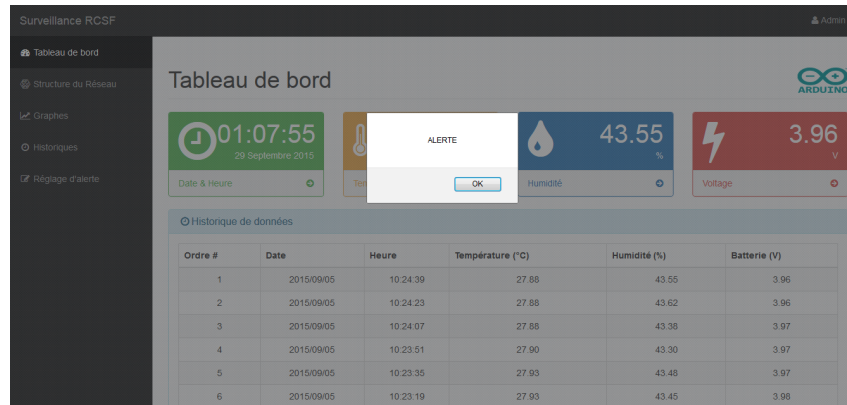 Surveillance RCSF
Admin
Tableau de bord
Structure du Réseau
Graphes
Historiques
Réglage d'alerte
Tableau de bord
ARDUINO
01:07:55
29 Septembre 2015
Date & Heure
ALERTE
OK
43.55
%
Humidité
3.96
V
Voltage
Historique de données
Ordre # Date Heure Température (°C) Humidité (%) Batterie (V)
1 2015/09/05 10:24:39 27.88 43.55 3.96
2 2015/09/05 10:24:23 27.88 43.62 3.96
3 2015/09/05 10:24:07 27.88 43.38 3.97
4 2015/09/05 10:23:51 27.90 43.30 3.97
5 2015/09/05 10:23:35 27.93 43.48 3.97
6 2015/09/05 10:23:19 27.93 43.45 3.98